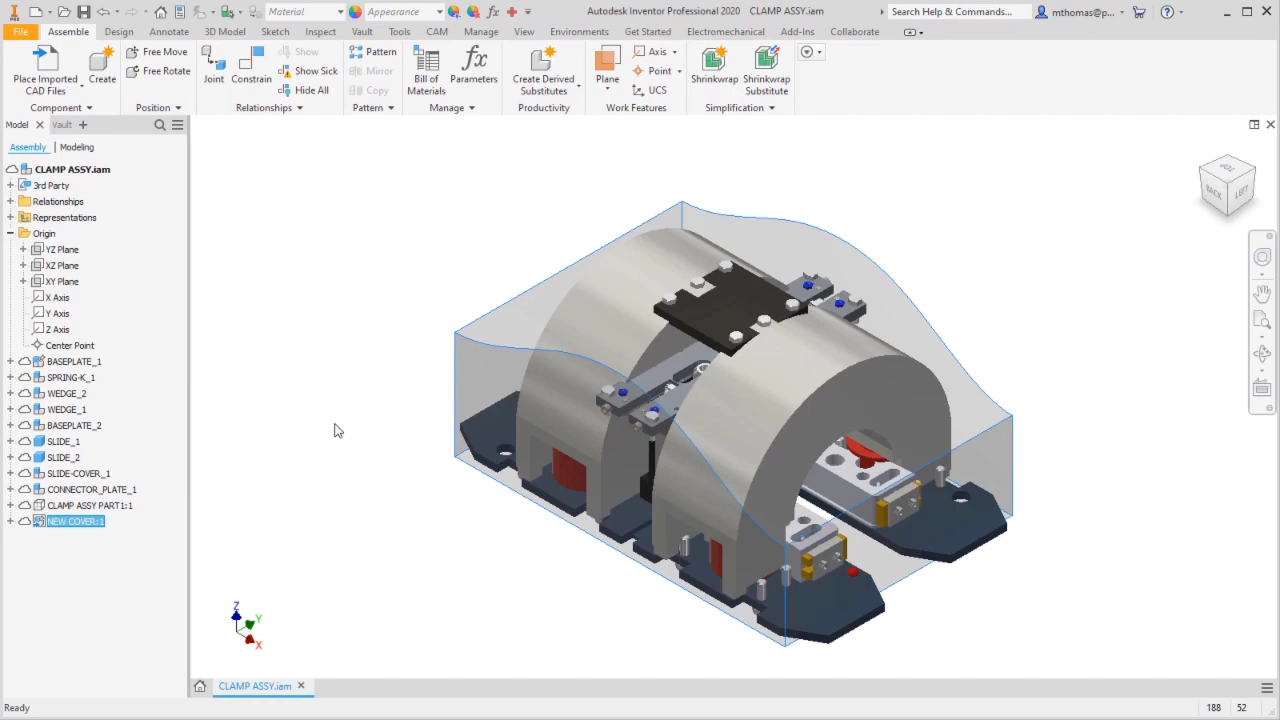 PRO Material Appearance Autodesk Inventor Professional 2020 CLAMP ASSY.iam Search Help & Commands... mthomas@p...
File Assemble Design Annotate 3D Model Sketch Inspect Vault Tools CAM Manage View Environments Get Started Electromechanical Add-Ins Collaborate
Place Imported CAD Files
Create
Component
Free Move
Free Rotate
Position
Joint
Constrain
Show
Show Sick
Hide All
Relationships
Pattern
Mirror
Copy
Pattern
Bill of Materials
Parameters
Manage
Create Derived Substitutes
Productivity
Plane
Axis
Point
UCS
Work Features
Shrinkwrap
Shrinkwrap Substitute
Simplification
Model Vault
Assembly | Modeling
CLAMP ASSY.iam
3rd Party
Relationships
Representations
Origin
YZ Plane
XZ Plane
XY Plane
X Axis
Y Axis
Z Axis
Center Point
BASEPLATE_1
SPRING-K_1
WEDGE_2
WEDGE_1
BASEPLATE_2
SLIDE_1
SLIDE_2
SLIDE-COVER_1
CONNECTOR_PLATE_1
CLAMP ASSY PART1:1
NEW COVER:1
TOP
BACK LEFT
Z
Y
X
CLAMP ASSY.iam
Ready 188 52